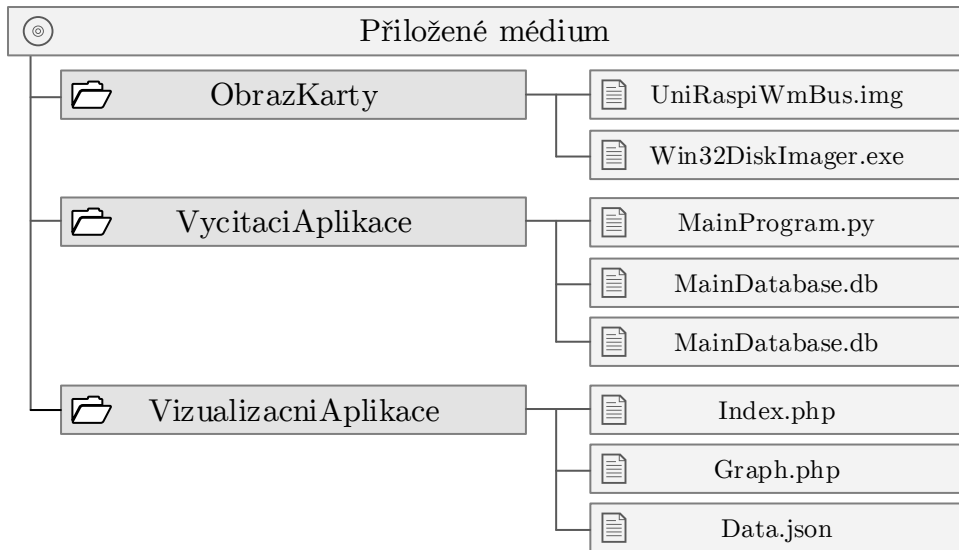 Přiložené médium
ObrazKarty
UniRaspiWmBus.img
Win32DiskImager.exe
VycitaciAplikace
MainProgram.py
MainDatabase.db
MainDatabase.db
VizualizacniAplikace
Index.php
Graph.php
Data.json